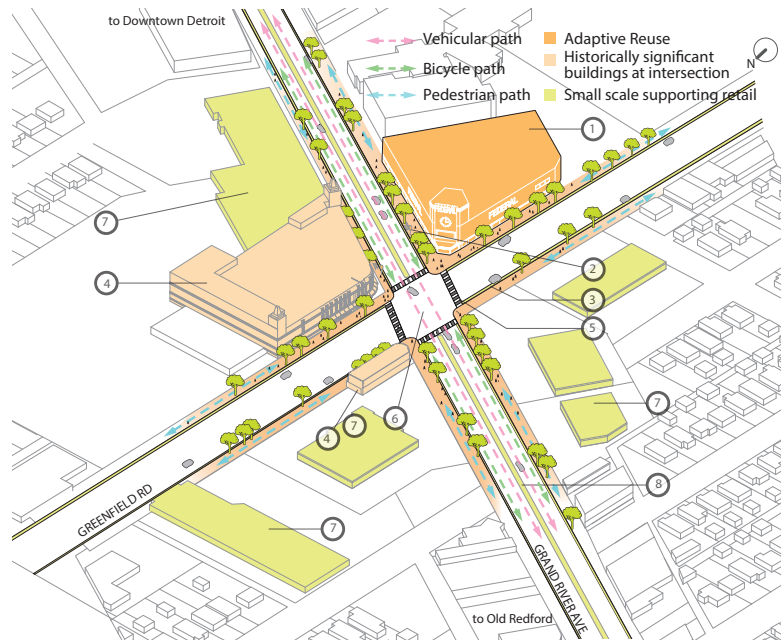 to Downtown Detroit
Vehicular path
Bicycle path
Pedestrian path
Adaptive Reuse
Historically significant
buildings at intersection
Small scale supporting retail
N
1
FEDERAL
7
4
2
3
5
7
4
7
6
8
7
GREENFIELD RD
GRAND RIVER AVE
to Old Redford